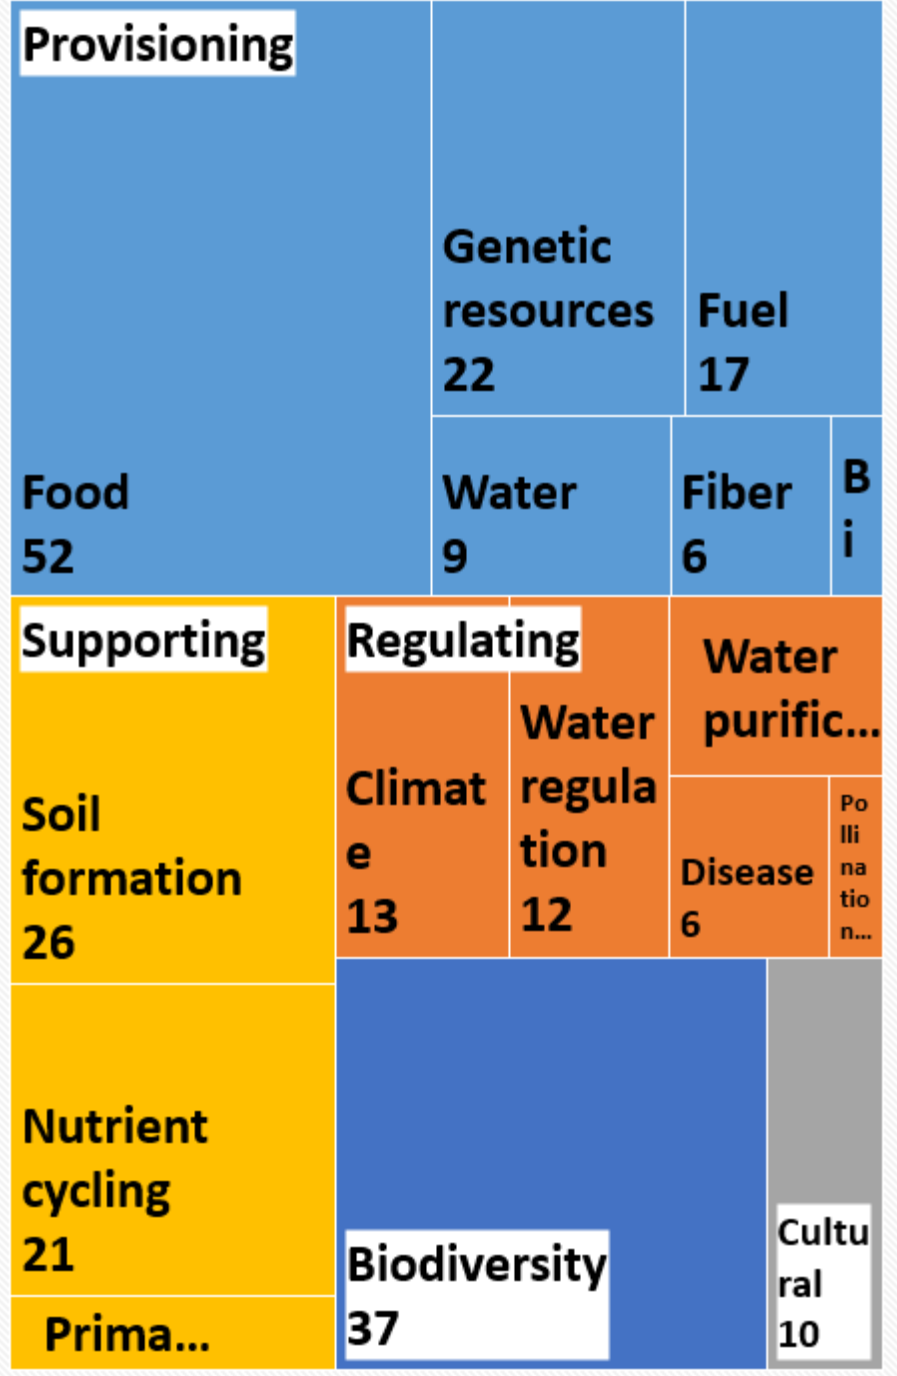 Provisioning
Genetic
resources
22
Fuel
17
Food
52
Water
9
Fiber
6
B
i
Supporting
Soil
formation
26
Nutrient
cycling
21
Prima...
Regulating
Climat
e
13
Water
regula
tion
12
Water
purific...
Disease
6
Po
lli
na
tio
n...
Biodiversity
37
Cultu
ral
10